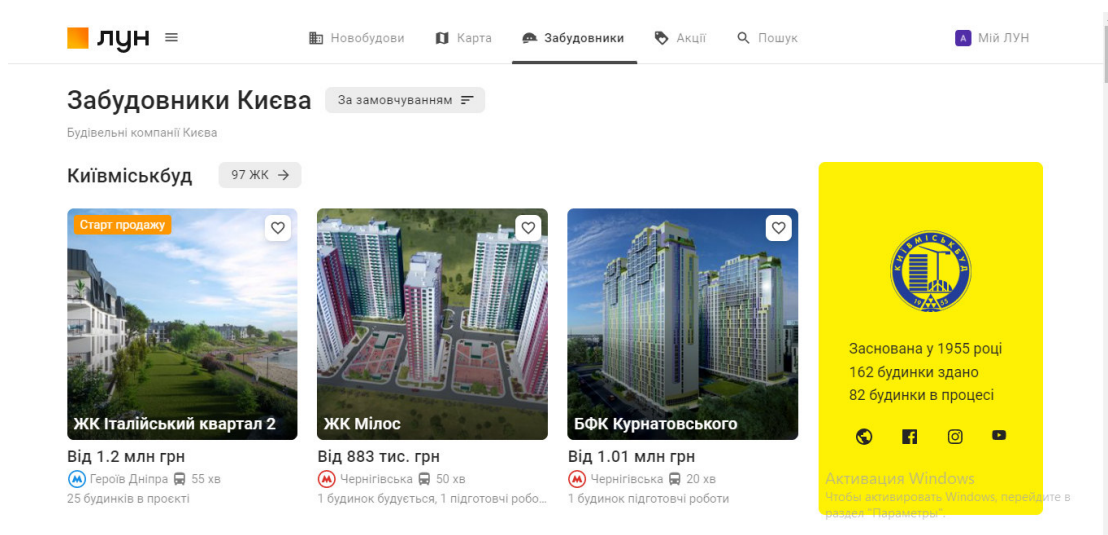 лун
Новобудови
Карта
Забудовники
Акції
Пошук
А
Мій ЛУН
Забудовники Києва
За замовчуванням
Будівельні компанії Києва
Київміськбуд
97 ЖК →
Старт продажу
ЖК Італійський квартал 2
Від 1.2 млн грн
Героїв Дніпра 55 хв
25 будинків в проєкті
ЖК Мілос
Від 883 тис. грн
Чернігівська 50 хв
1 будинок будується, 1 підготовчі робо...
БФК Курнатовського
Від 1.01 млн грн
Чернігівська 20 хв
1 будинок підготовчі роботи
КИЇВМІСЬКБУД
1955
Заснована у 1955 році
162 будинки здано
82 будинки в процесі
Активация Windows
Чтобы активировать Windows, перейдите в
раздел "Параметры".